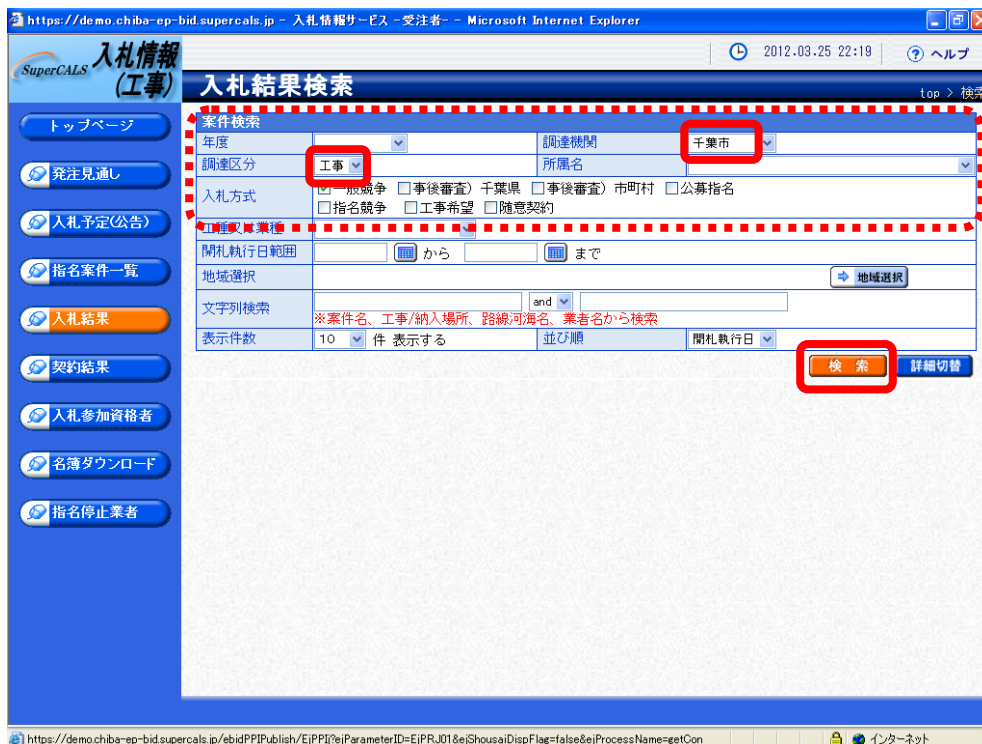 https://demo.chiba-ep-bid.supercals.jp - 入札情報サービス -受注者- - Microsoft Internet Explorer
SuperCALS 入札情報
(工事)
2012.03.25 22:19 ヘルプ
入札結果検索
top > 検索
トップページ
発注見通し
入札予定(公告)
指名案件一覧
入札結果
契約結果
入札参加資格者
名簿ダウンロード
指名停止業者
案件検索
年度 調達機関 千葉市
調達区分 工事 所属名
入札方式 一般競争 事後審査）千葉県 事後審査）市町村 公募指名
指名競争 工事希望 随意契約
工種又は業種
開札執行日範囲 から まで
地域選択 地域選択
文字列検索 and
※案件名、工事/納入場所、路線河海名、業者名から検索
表示件数 10 件 表示する 並び順 開札執行日
検 索 詳細切替
https://demo.chiba-ep-bid.supercals.jp/ebidPPIPublish/EjPPIj?ejParameterID=EjPRJ01&ejShousaiDispFlag=false&ejProcessName=getCon インターネット